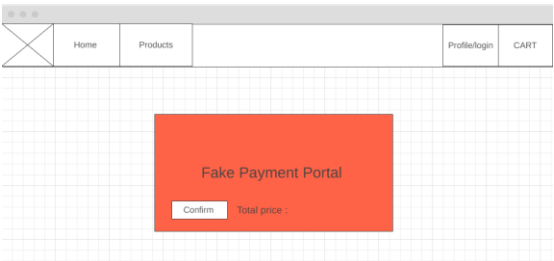 Home Products Profile/login CART
Fake Payment Portal
Confirm Total price :